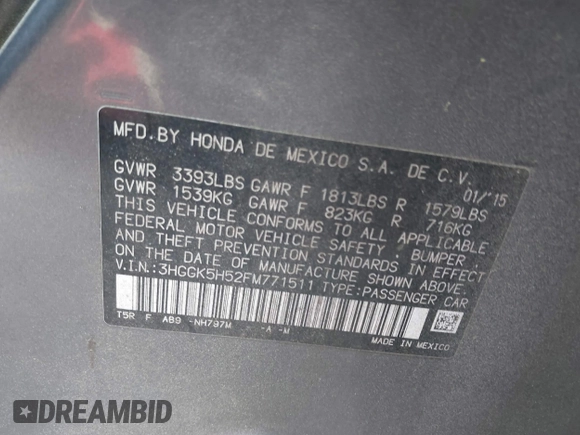 MFD. BY HONDA DE MEXICO S.A. DE C.V.
01/'15
GVWR 3393LBS GAWR F 1813LBS R 1579LBS
GVWR 1539KG GAWR F 823KG R 716KG
THIS VEHICLE CONFORMS TO ALL APPLICABLE
FEDERAL MOTOR VEHICLE SAFETY, BUMPER,
AND THEFT PREVENTION STANDARDS IN EFFECT
ON THE DATE OF MANUFACTURE SHOWN ABOVE.
V.I.N.:3HGGK5H52FM771511 TYPE:PASSENGER CAR
T5R F AB9 -NH797M -A -M
MADE IN MEXICO
DREAMBID